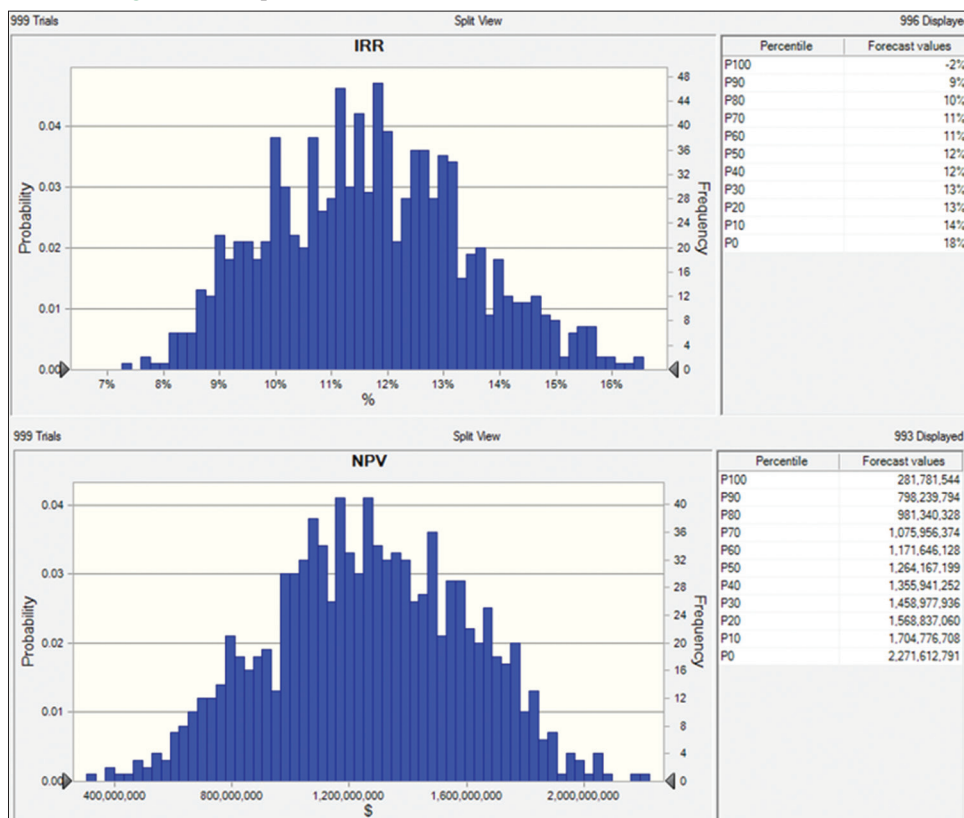 999 Trials Split View 996 Displaye
IRR
Percentile Forecast values
P100 -2%
P90 9%
P80 10%
P70 11%
P60 11%
P50 12%
P40 12%
P30 13%
P20 13%
P10 14%
P0 18%
Probability
0.04
0.03
0.02
0.01
0.00
Frequency
48
44
40
36
32
28
24
20
16
12
8
4
0
7% 8% 9% 10% 11% 12% 13% 14% 15% 16%
%
999 Trials Split View 993 Displayed
NPV
Percentile Forecast values
P100 281,781,544
P90 798,239,794
P80 981,340,328
P70 1,075,956,374
P60 1,171,646,128
P50 1,264,167,199
P40 1,355,941,252
P30 1,458,977,936
P20 1,568,837,060
P10 1,704,776,708
P0 2,271,612,791
Probability
0.04
0.03
0.02
0.01
0.00
Frequency
40
36
32
28
24
20
16
12
8
4
0
400,000,000 800,000,000 1,200,000,000 1,600,000,000 2,000,000,000
$